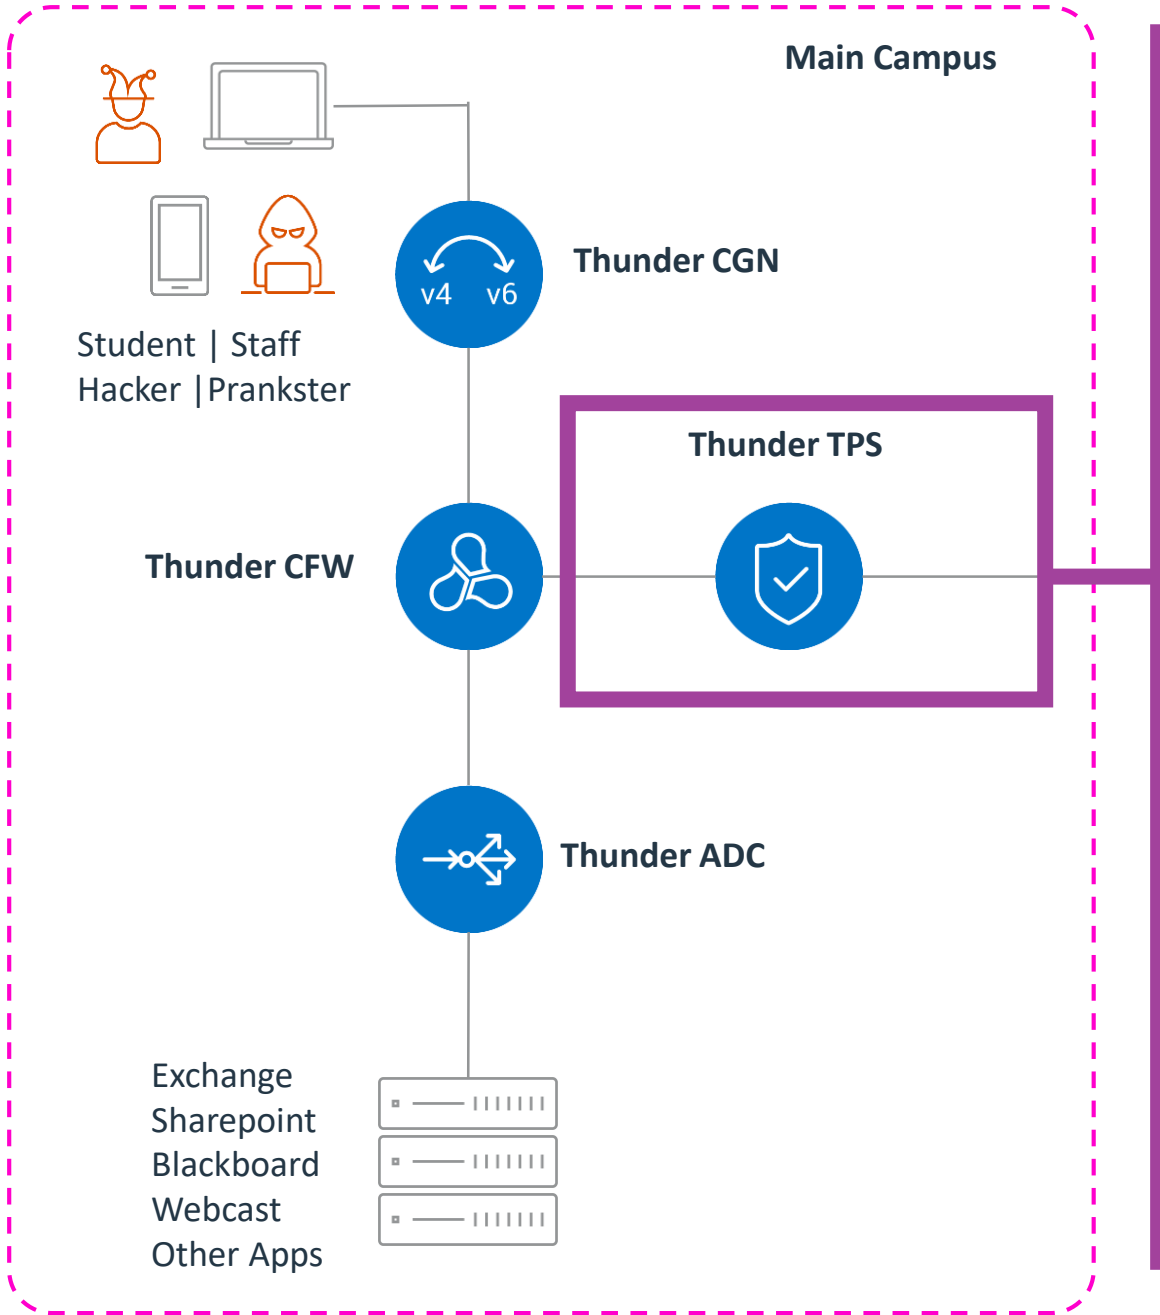 Main Campus
Thunder CGN
v4 v6
Student | Staff
Hacker |Prankster
Thunder TPS
Thunder CFW
Thunder ADC
Exchange
Sharepoint
Blackboard
Webcast
Other Apps